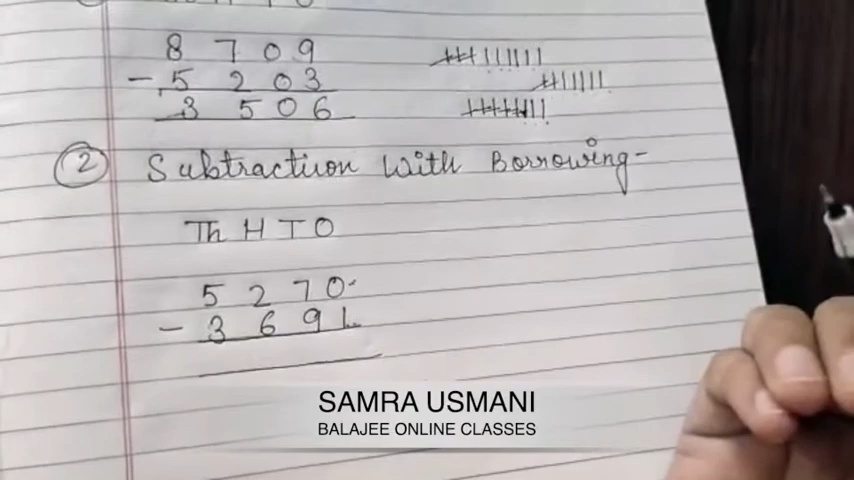 8 7 0 9
- 5 2 0 3
3 5 0 6
2 Subtraction With Borrowing-
Th H T O
5 2 7 0
- 3 6 9 1
SAMRA USMANI
BALAJEE ONLINE CLASSES